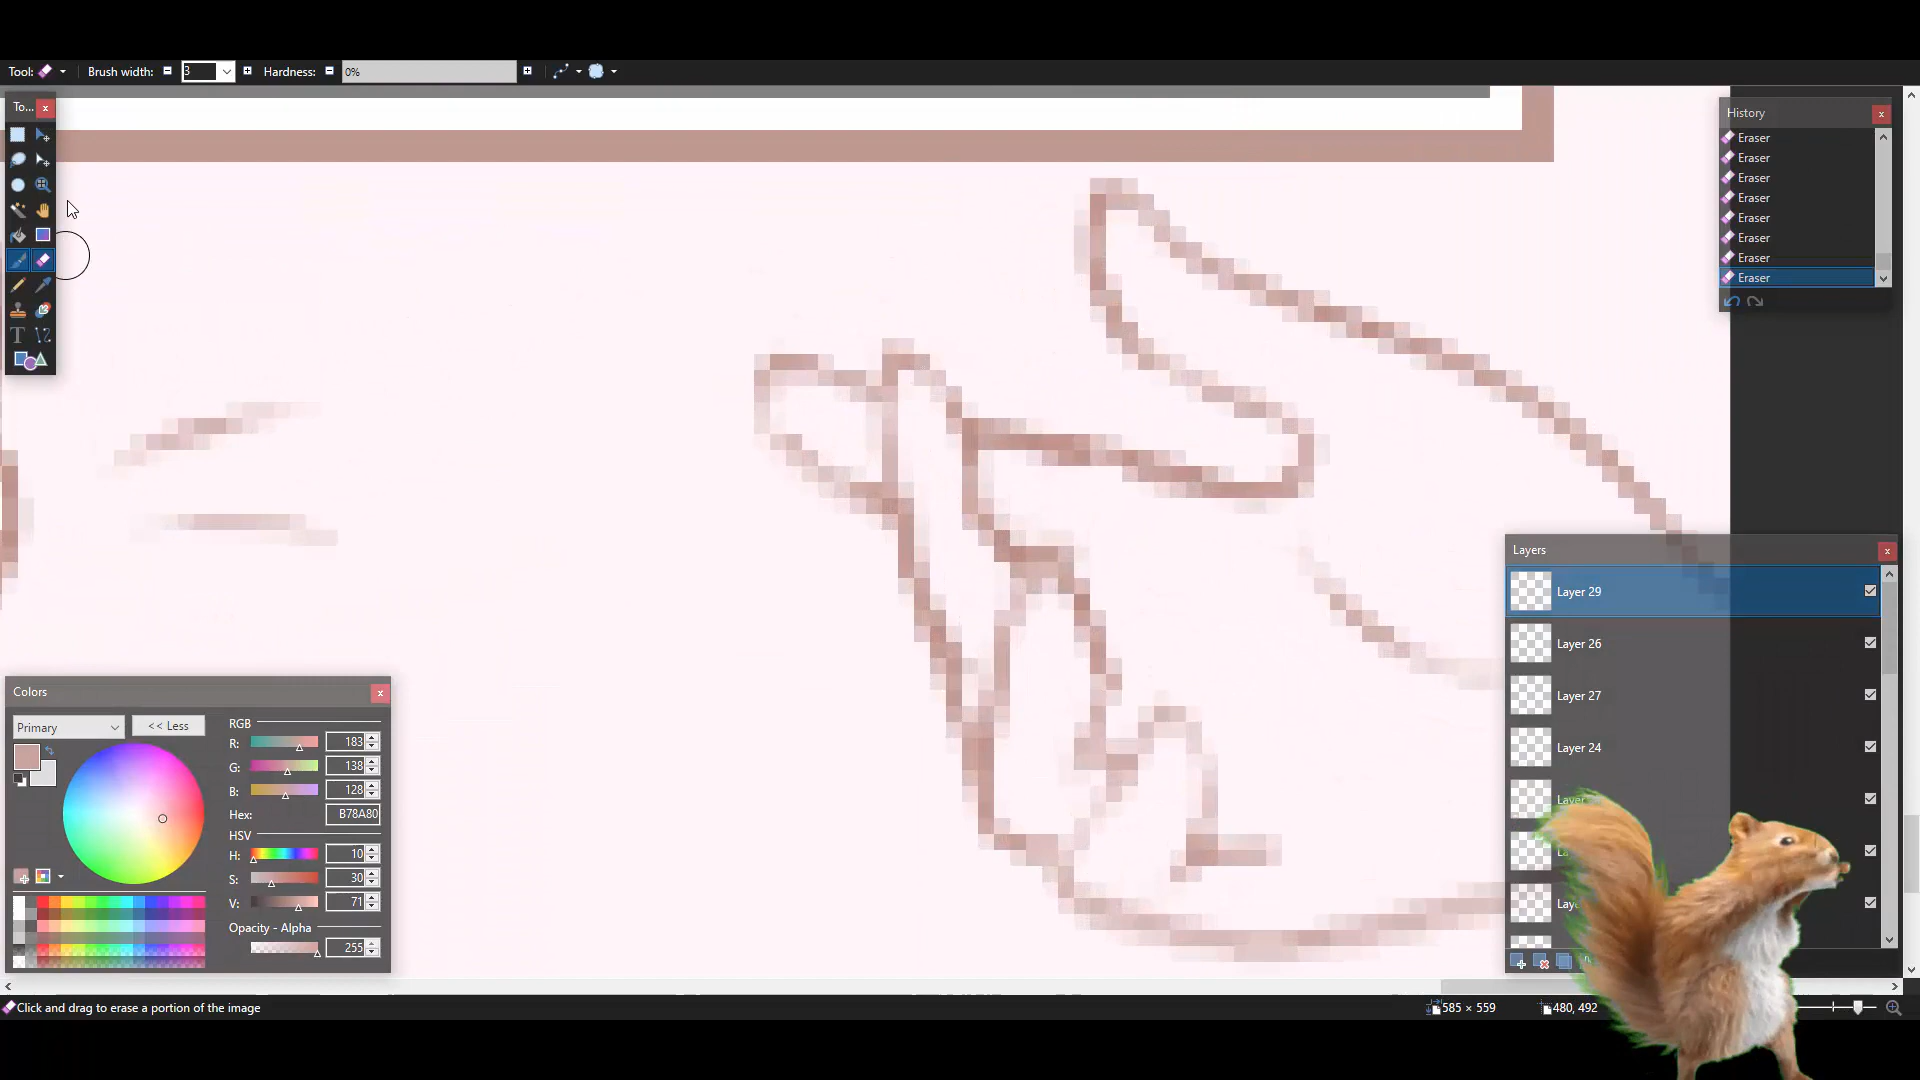 Tool: Brush width: 3 Hardness: 0%
To...
History
Eraser
Eraser
Eraser
Eraser
Eraser
Eraser
Eraser
Eraser
Layers
Layer 29
Layer 26
Layer 27
Layer 24
Colors
Primary
<< Less
RGB
R: 183
G: 138
B: 128
Hex: B78A80
HSV
H: 10
S: 30
V: 71
Opacity - Alpha
255
Click and drag to erase a portion of the image
585 × 559
480, 492